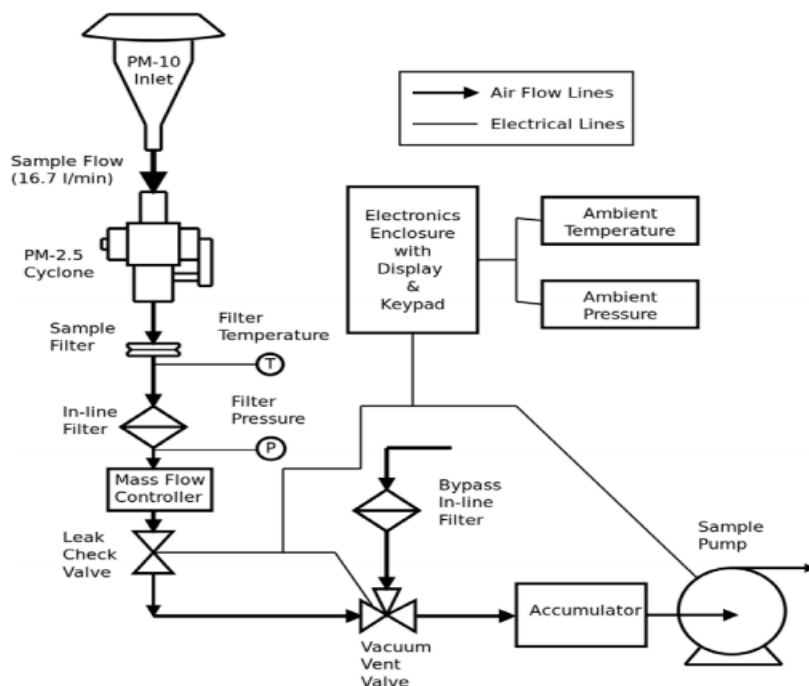 PM-10
Inlet
Air Flow Lines
Electrical Lines
Sample Flow
(16.7 l/min)
PM-2.5
Cyclone
Electronics
Enclosure
with
Display
&
Keypad
Ambient
Temperature
Ambient
Pressure
Sample
Filter
Filter
Temperature
T
In-line
Filter
Filter
Pressure
P
Mass Flow
Controller
Bypass
In-line
Filter
Leak
Check
Valve
Sample
Pump
Accumulator
Vacuum
Vent
Valve